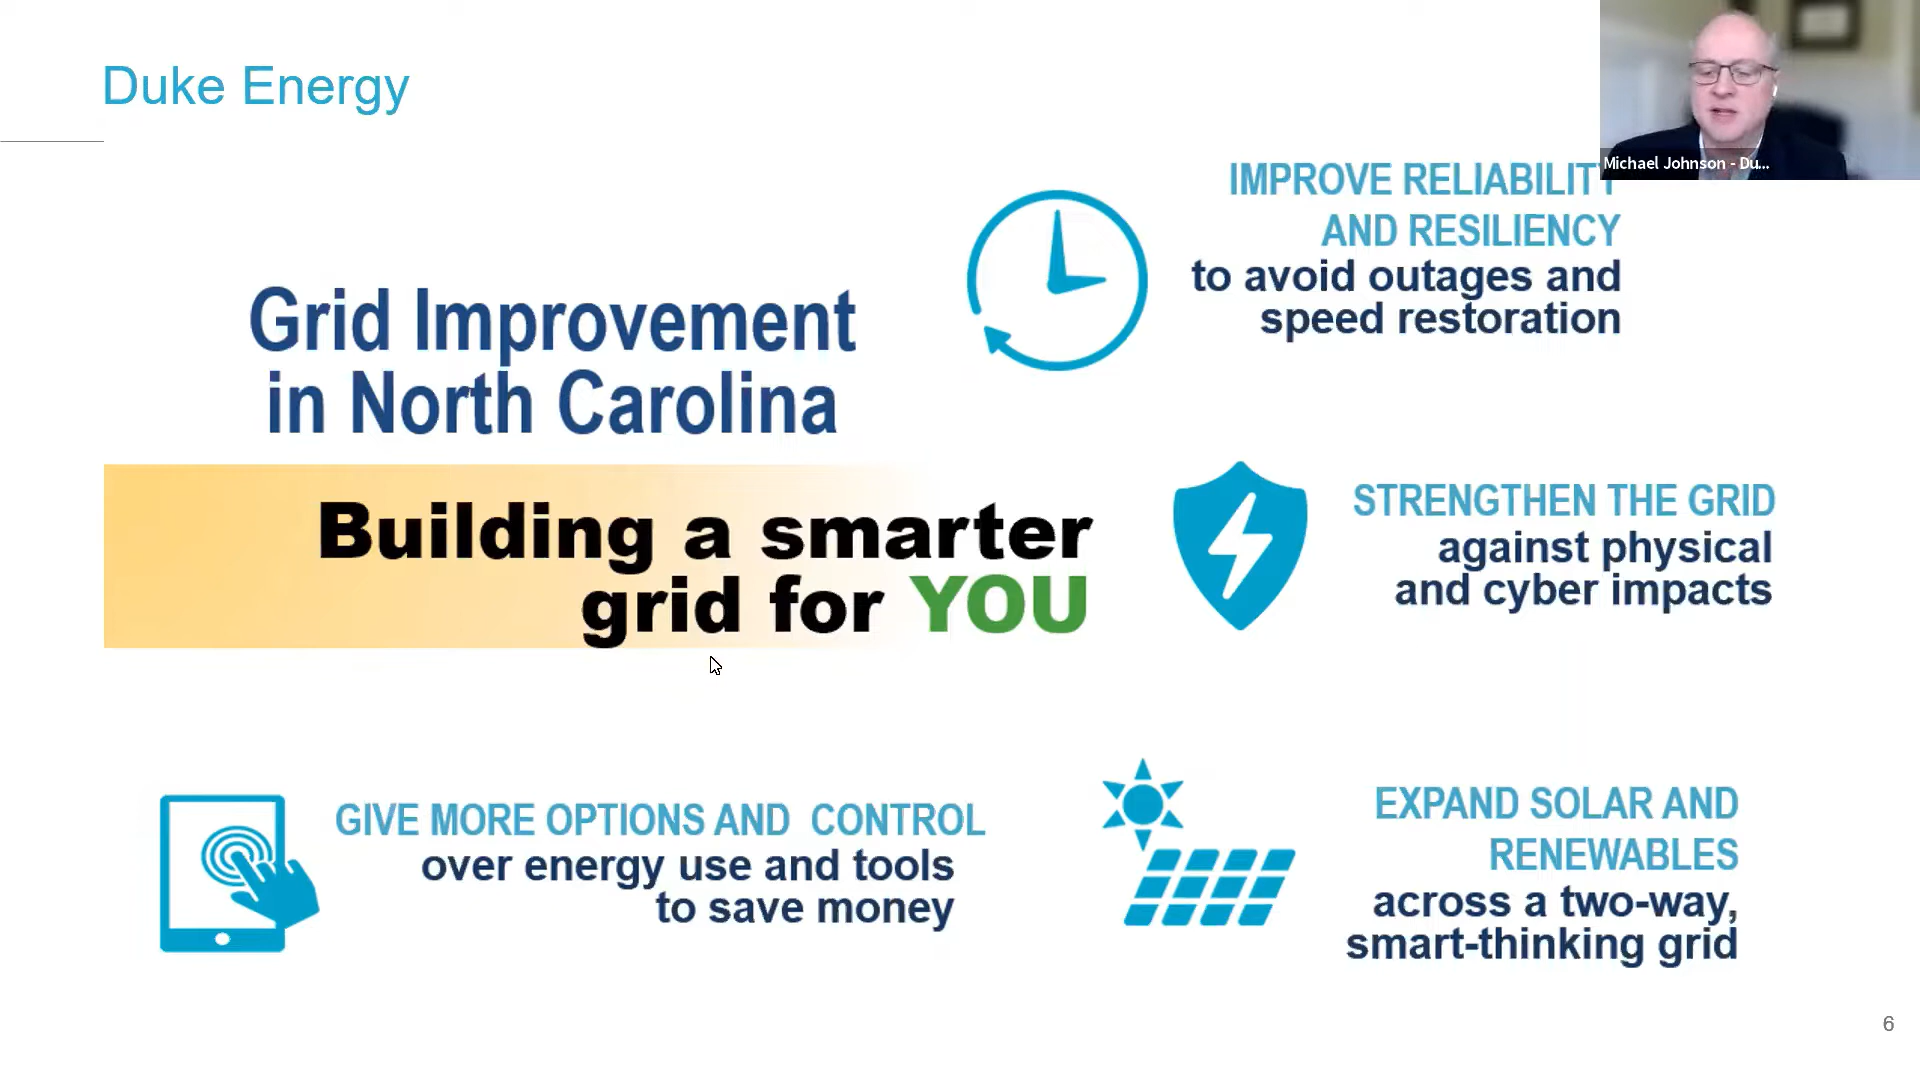 Duke Energy
Michael Johnson - Du...
IMPROVE RELIABILITY
AND RESILIENCY
to avoid outages and
speed restoration
Grid Improvement
in North Carolina
Building a smarter
grid for YOU
STRENGTHEN THE GRID
against physical
and cyber impacts
GIVE MORE OPTIONS AND CONTROL
over energy use and tools
to save money
EXPAND SOLAR AND
RENEWABLES
across a two-way,
smart-thinking grid
6